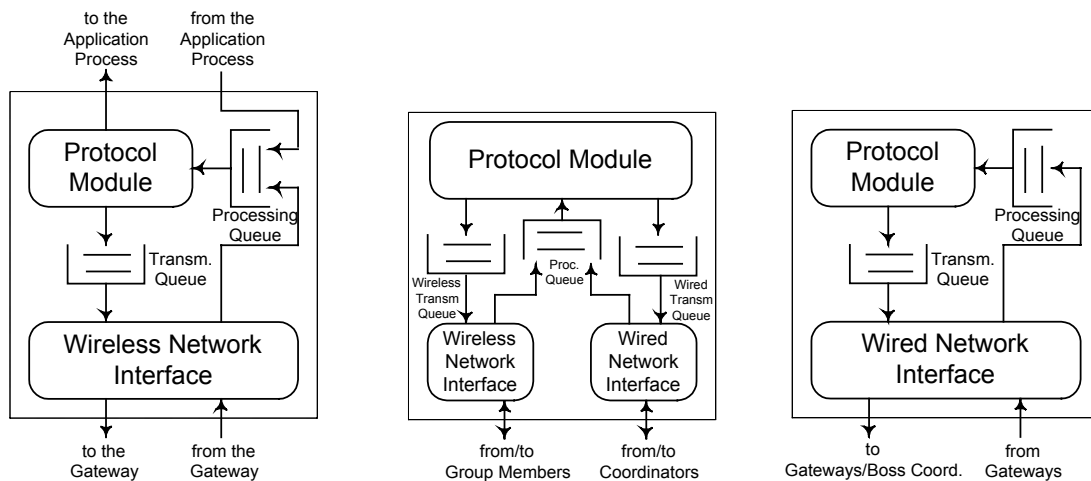 to the
Application
Process
from the
Application
Process
Protocol
Module
Processing
Queue
Transm.
Queue
Wireless Network
Interface
to the
Gateway
from the
Gateway
Protocol Module
Wireless
Transm
Queue
Proc.
Queue
Wired
Transm
Queue
Wireless
Network
Interface
Wired
Network
Interface
from/to
Group Members
from/to
Coordinators
Protocol
Module
Processing
Queue
Transm.
Queue
Wired Network
Interface
to
Gateways/Boss Coord.
from
Gateways